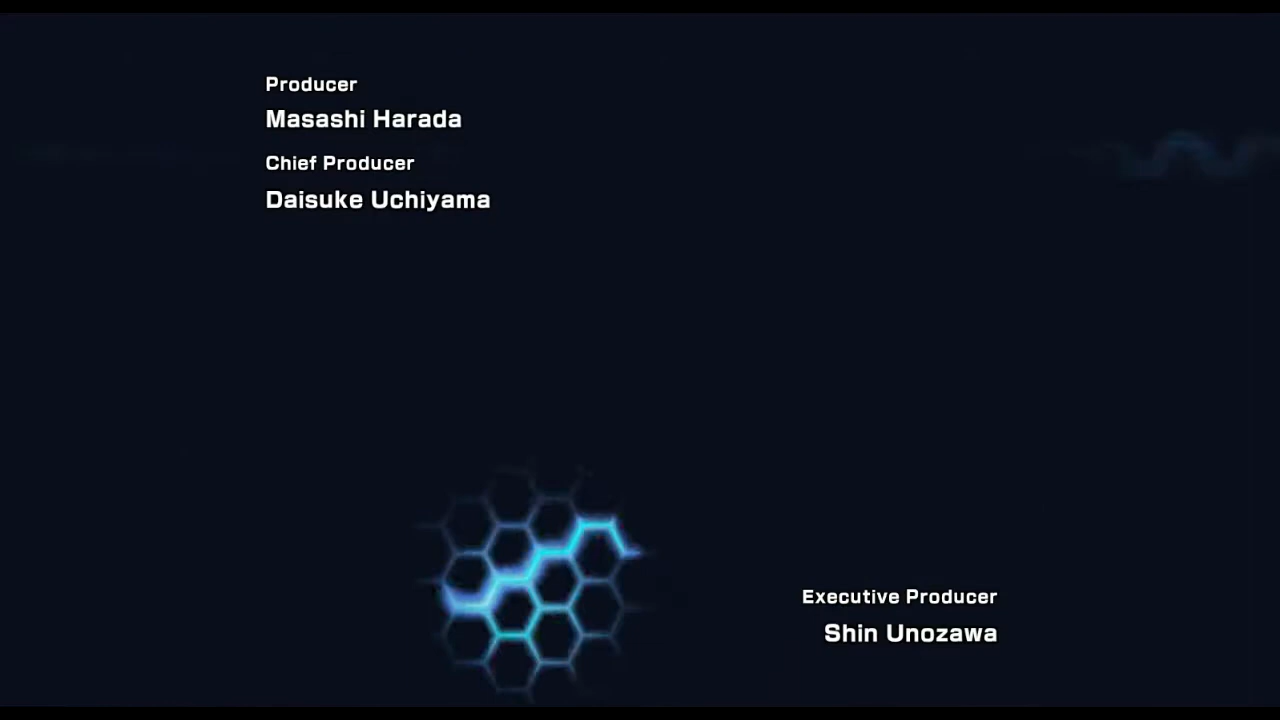 Producer
Masashi Harada
Chief Producer
Daisuke Uchiyama
Executive Producer
Shin Unozawa